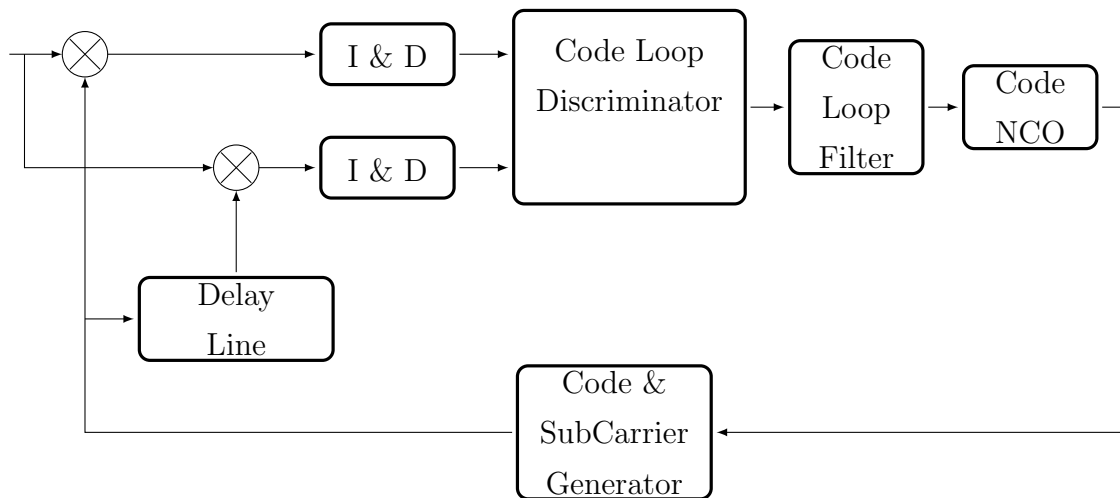 I & D
Code Loop
Discriminator
Code
Loop
Filter
Code
NCO
I & D
Delay
Line
Code &
SubCarrier
Generator